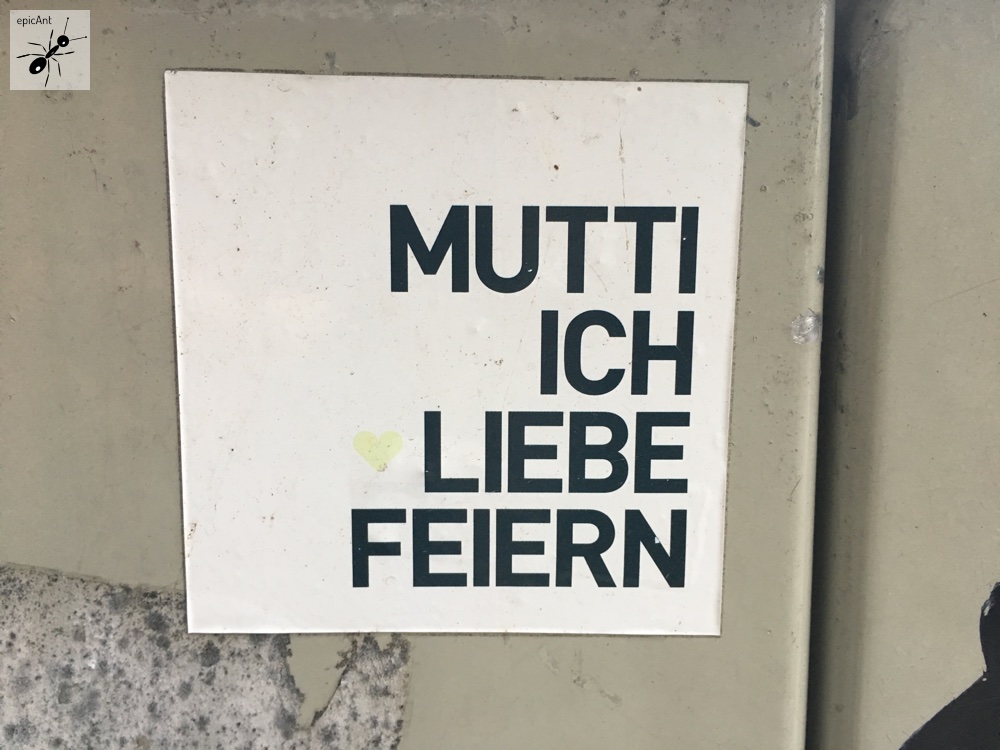 epicAnt
MUTTI
ICH
LIEBE
FEIERN